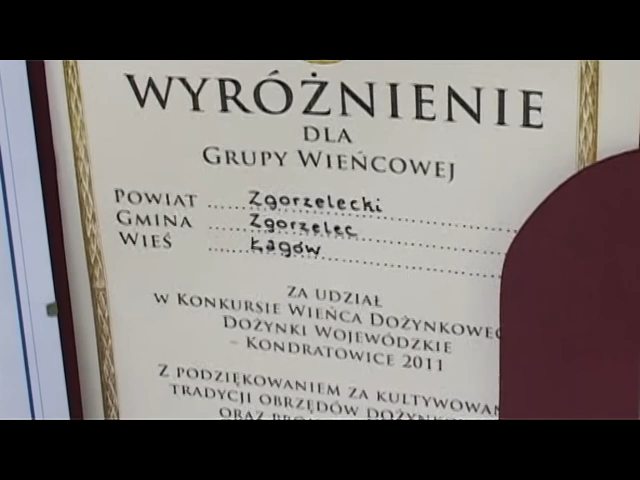 WYRÓŻNIENIE
DLA
GRUPY WIEŃCOWEJ
POWIAT ...... Zgorzelecki
GMINA ...... Zgorzelec
WIEŚ ...... Łagów
ZA UDZIAŁ
W KONKURSIE WIEŃCA DOŻYNKOWEG
DOŻYNKI WOJEWÓDZKIE
– KONDRATOWICE 2011
Z PODZIĘKOWANIEM ZA KULTYWOWAN
TRADYCJI OBRZĘDÓW
ORAZ